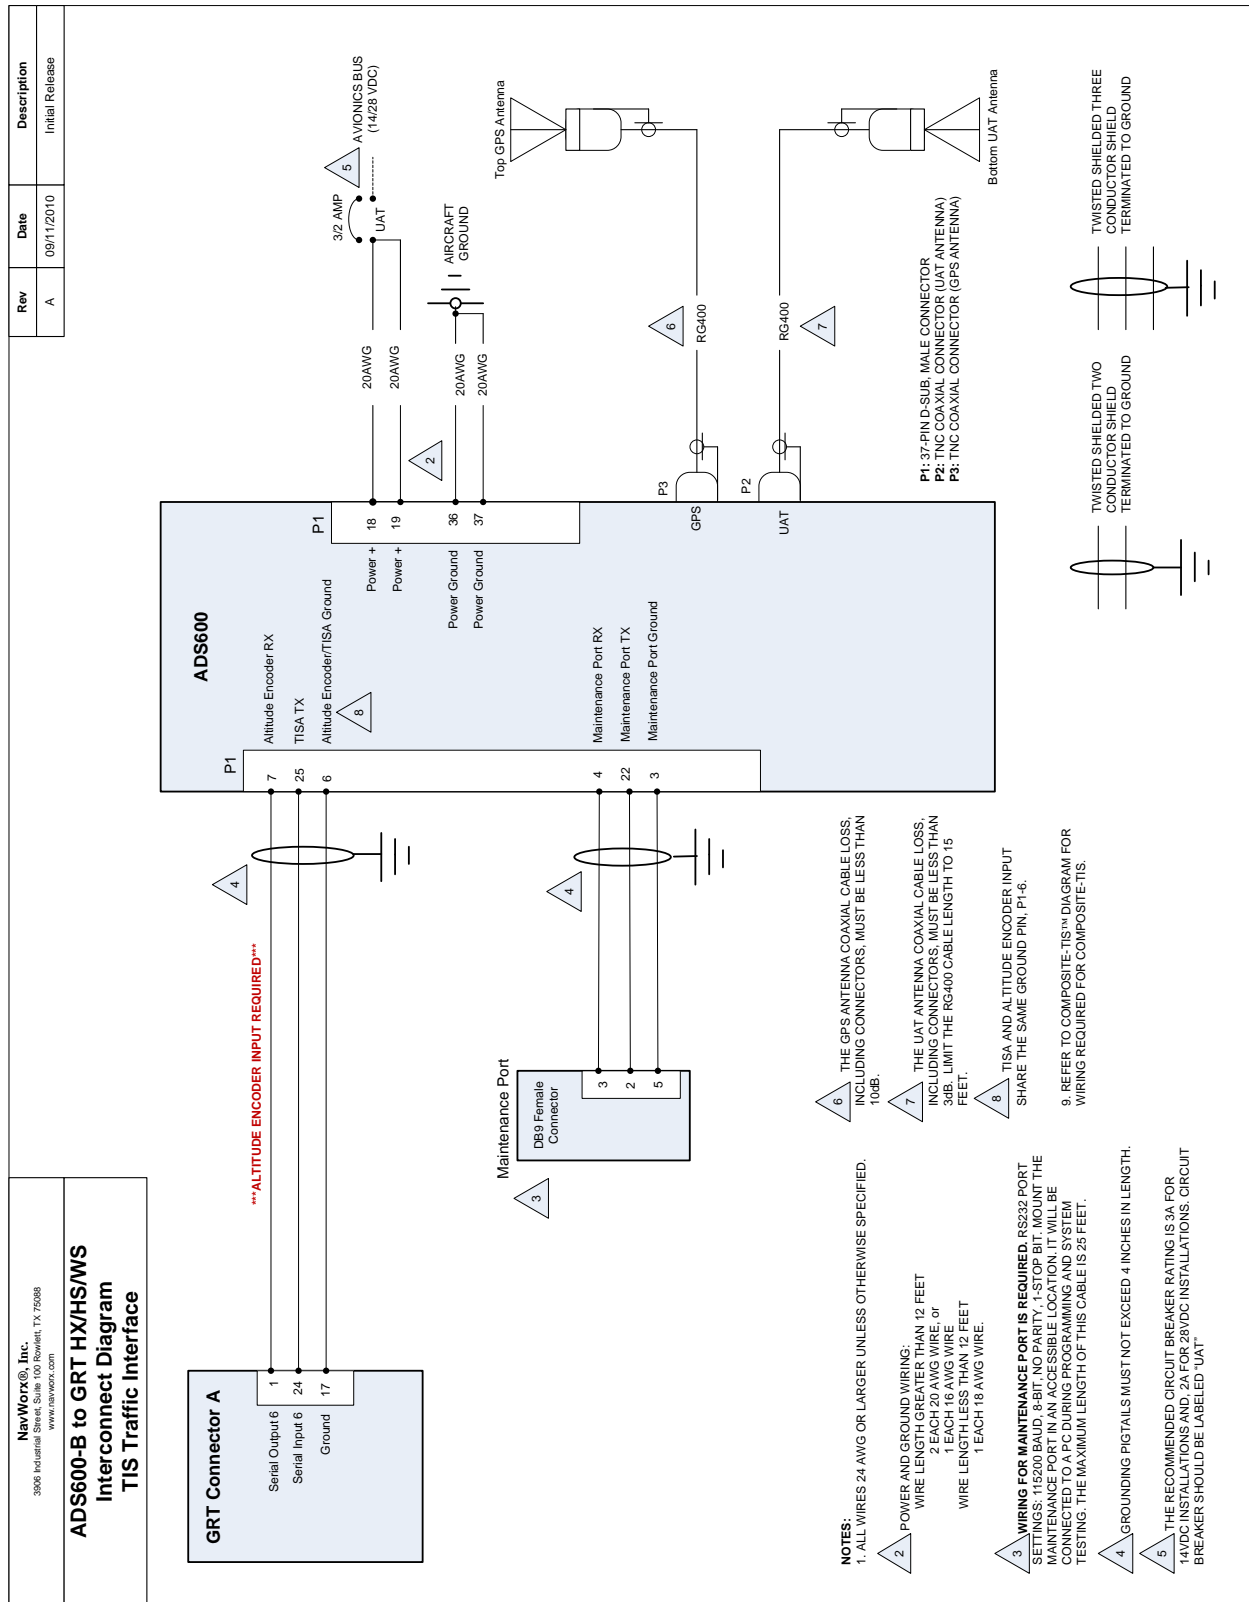 NavWorx®, Inc.
3906 Industrial Street, Suite 100 Rowlett, TX 75088
www.navworx.com
ADS600-B to GRT HX/HS/WS
Interconnect Diagram
TIS Traffic Interface
Rev
Date
Description
A
09/11/2010
Initial Release
GRT Connector A
Serial Output 6
1
Serial Input 6
24
Ground
17
***ALTITUDE ENCODER INPUT REQUIRED***
4
P1
7
Altitude Encoder RX
25
TISA TX
6
Altitude Encoder/TISA Ground
8
ADS600
P1
Power +
18
Power +
19
Power Ground
36
Power Ground
37
20AWG
20AWG
20AWG
20AWG
2
3/2 AMP
UAT
5
AVIONICS BUS
(14/28 VDC)
AIRCRAFT
GROUND
Maintenance Port
3
DB9 Female
Connector
3
2
5
4
4
Maintenance Port RX
22
Maintenance Port TX
3
Maintenance Port Ground
P3
GPS
P2
UAT
6
RG400
RG400
7
Top GPS Antenna
Bottom UAT Antenna
P1: 37-PIN D-SUB, MALE CONNECTOR
P2: TNC COAXIAL CONNECTOR (UAT ANTENNA)
P3: TNC COAXIAL CONNECTOR (GPS ANTENNA)
NOTES:
1. ALL WIRES 24 AWG OR LARGER UNLESS OTHERWISE SPECIFIED.
2 POWER AND GROUND WIRING:
WIRE LENGTH GREATER THAN 12 FEET
2 EACH 20 AWG WIRE, or
1 EACH 16 AWG WIRE
WIRE LENGTH LESS THAN 12 FEET
1 EACH 18 AWG WIRE.
3 WIRING FOR MAINTENANCE PORT IS REQUIRED. RS232 PORT
SETTINGS: 115200 BAUD, 8-BIT, NO PARITY, 1-STOP BIT. MOUNT THE
MAINTENANCE PORT IN AN ACCESSIBLE LOCATION. IT WILL BE
CONNECTED TO A PC DURING PROGRAMMING AND SYSTEM
TESTING. THE MAXIMUM LENGTH OF THIS CABLE IS 25 FEET.
4 GROUNDING PIGTAILS MUST NOT EXCEED 4 INCHES IN LENGTH.
5 THE RECOMMENDED CIRCUIT BREAKER RATING IS 3A FOR
14VDC INSTALLATIONS AND, 2A FOR 28VDC INSTALLATIONS. CIRCUIT
BREAKER SHOULD BE LABELED "UAT"
6 THE GPS ANTENNA COAXIAL CABLE LOSS,
INCLUDING CONNECTORS, MUST BE LESS THAN
10dB.
7 THE UAT ANTENNA COAXIAL CABLE LOSS,
INCLUDING CONNECTORS, MUST BE LESS THAN
3dB. LIMIT THE RG400 CABLE LENGTH TO 15
FEET.
8 TISA AND ALTITUDE ENCODER INPUT
SHARE THE SAME GROUND PIN, P1-6.
9. REFER TO COMPOSITE-TIS™ DIAGRAM FOR
WIRING REQUIRED FOR COMPOSITE-TIS.
TWISTED SHIELDED TWO
CONDUCTOR SHIELD
TERMINATED TO GROUND
TWISTED SHIELDED THREE
CONDUCTOR SHIELD
TERMINATED TO GROUND